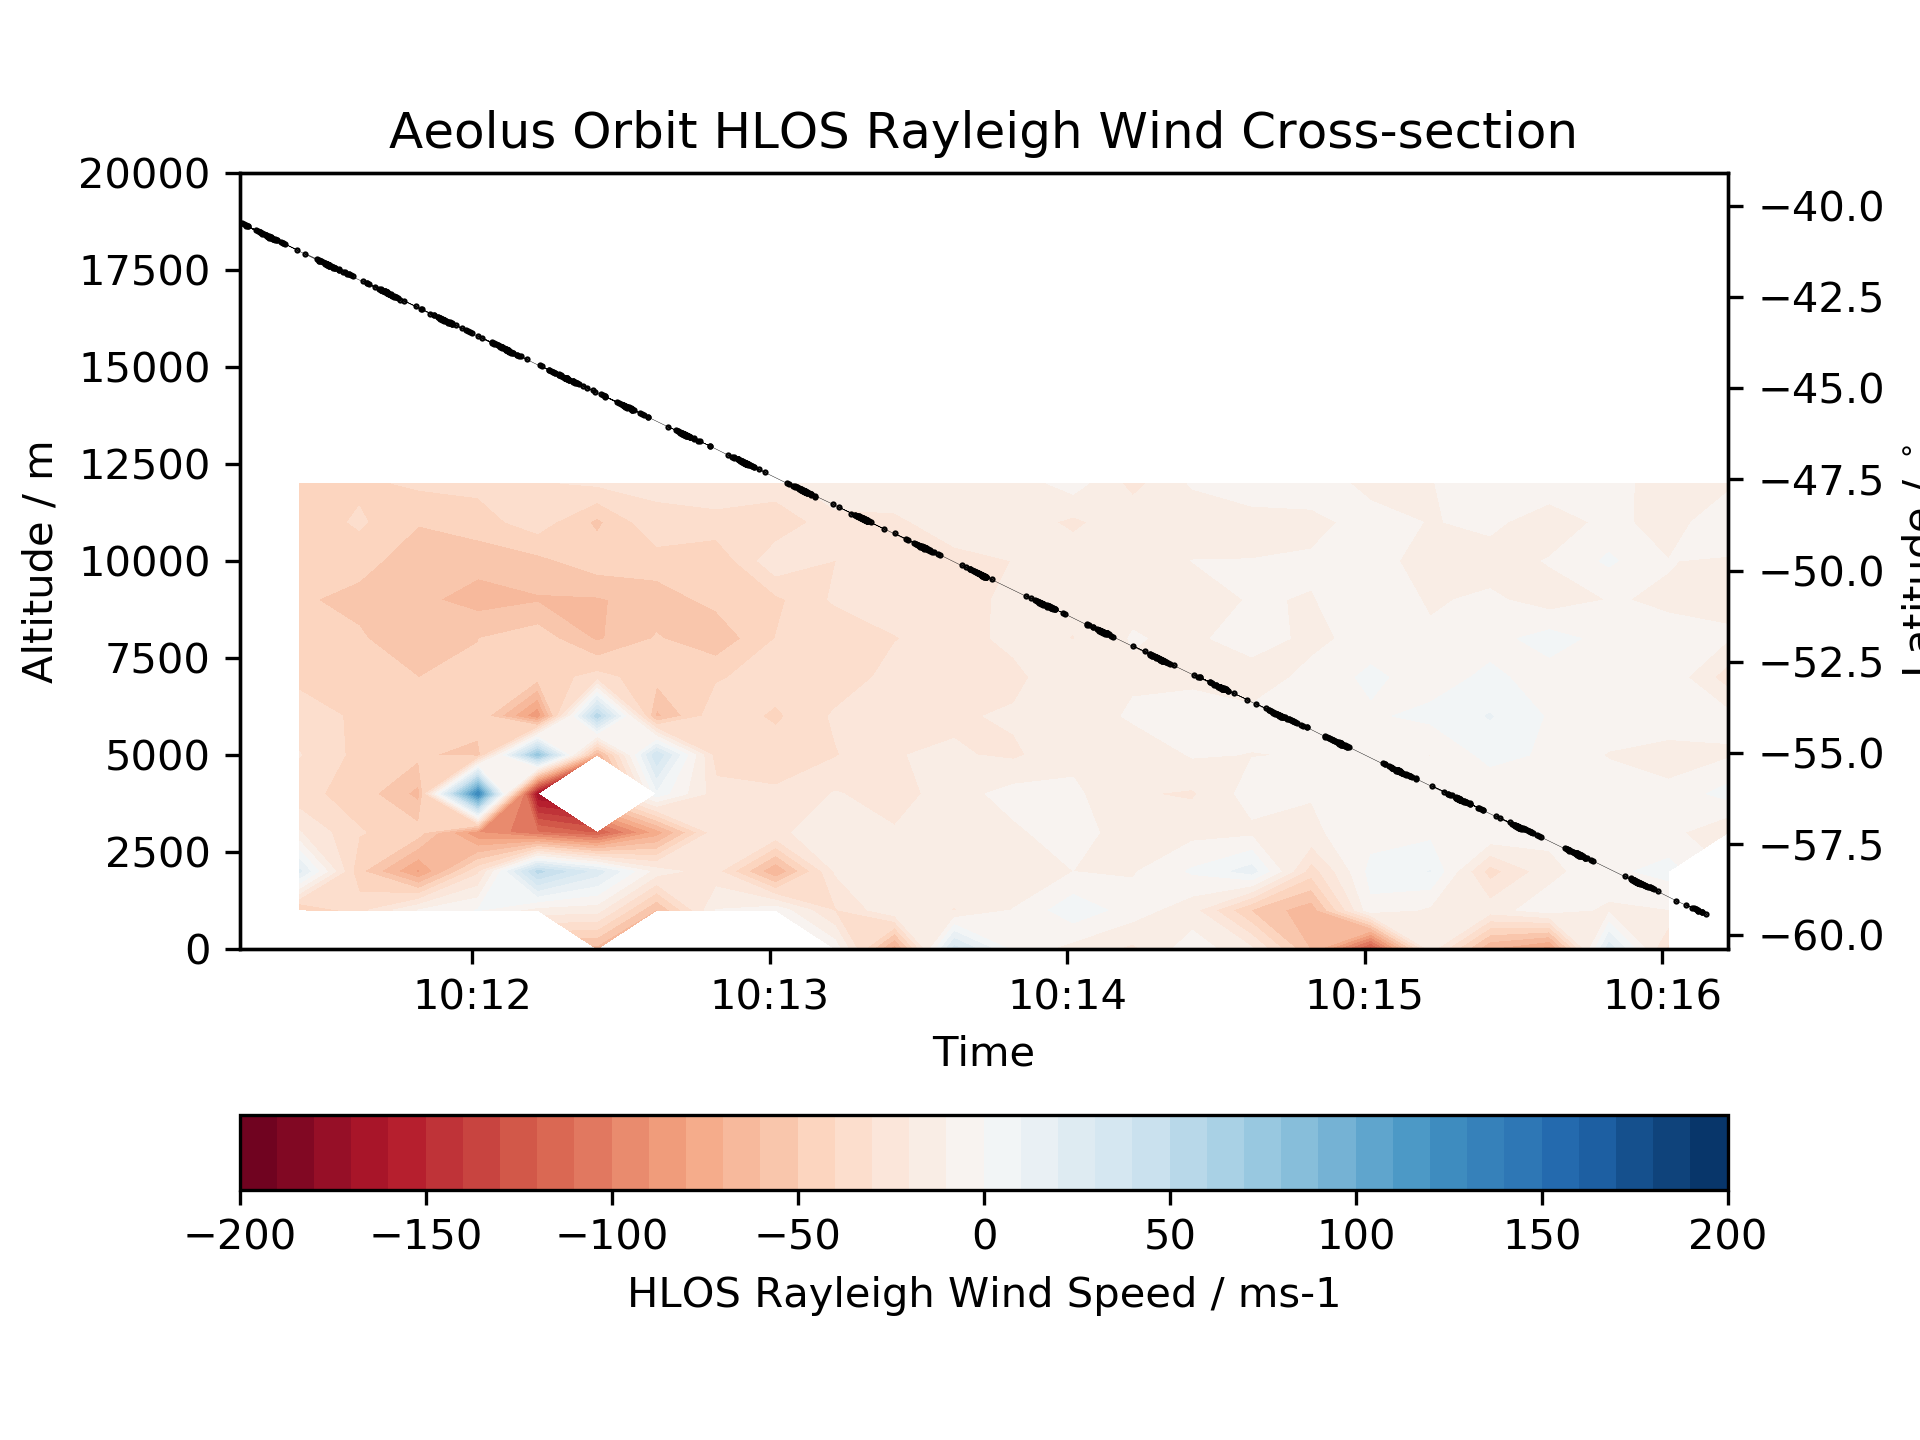 Aeolus Orbit HLOS Rayleigh Wind Cross-section
20000
17500
15000
12500
10000
7500
5000
2500
0
Altitude / m
−40.0
−42.5
−45.0
−47.5
−50.0
−52.5
−55.0
−57.5
−60.0
Latitude / °
10:12 10:13 10:14 10:15 10:16
Time
−200 −150 −100 −50 0 50 100 150 200
HLOS Rayleigh Wind Speed / ms-1